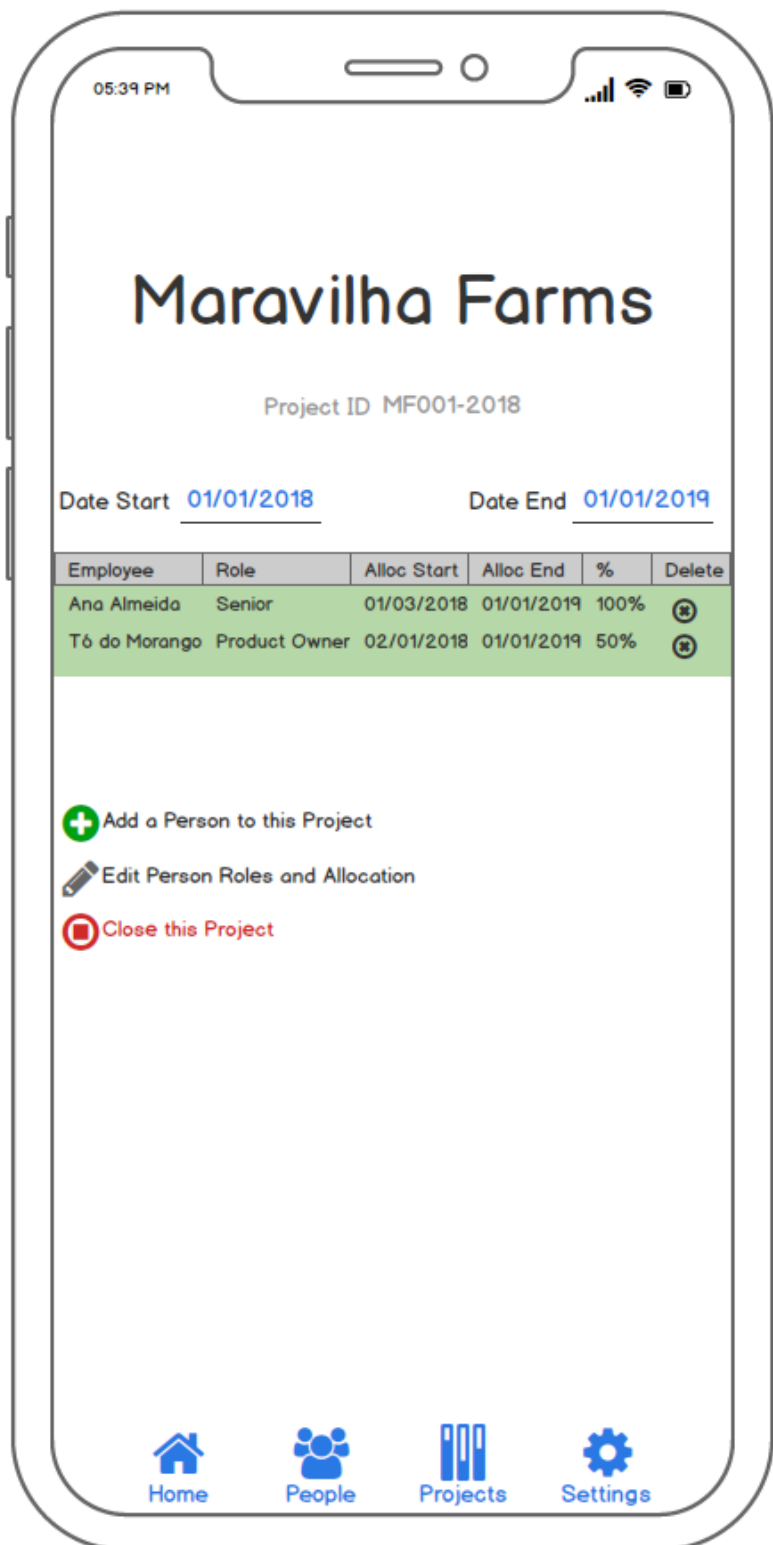 05:39 PM
Maravilha Farms
Project ID MF001-2018
Date Start 01/01/2018 Date End 01/01/2019
Employee Role Alloc Start Alloc End % Delete
Ana Almeida Senior 01/03/2018 01/01/2019 100%
Tó do Morango Product Owner 02/01/2018 01/01/2019 50%
Add a Person to this Project
Edit Person Roles and Allocation
Close this Project
Home People Projects Settings